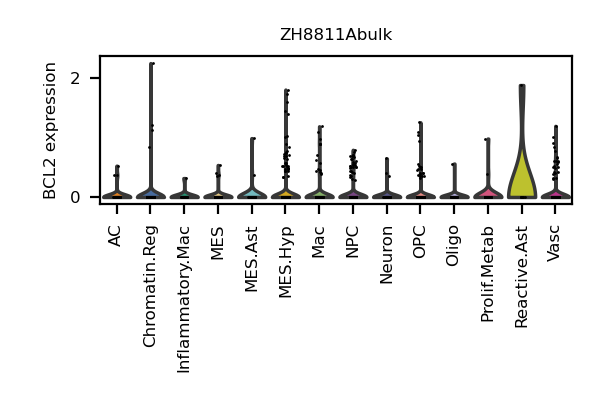 ZH8811Abulk
BCL2 expression
2
0
AC
Chromatin.Reg
Inflammatory.Mac
MES
MES.Ast
MES.Hyp
Mac
NPC
Neuron
OPC
Oligo
Prolif.Metab
Reactive.Ast
Vasc